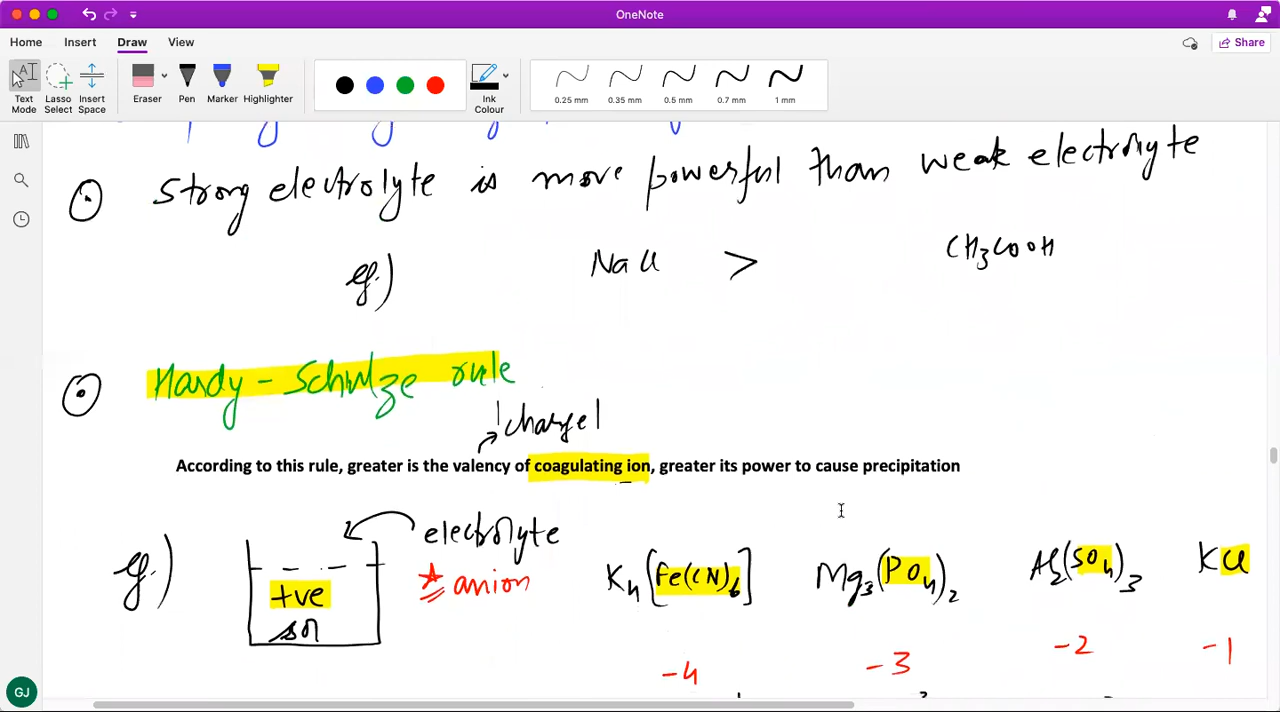 OneNote
Home Insert Draw View
Share
Text Mode
Lasso Select
Insert Space
Eraser
Pen
Marker
Highlighter
Ink Colour
0.25 mm
0.35 mm
0.5 mm
0.7 mm
1 mm
strong electrolyte is more powerful than weak electrolyte
eg.) NaCl > CH3COOH
Hardy - Schulze rule
|charge|
According to this rule, greater is the valency of coagulating ion, greater its power to cause precipitation
eg.)
electrolyte
anion
+ve
sol
K4[Fe(CN)6] Mg3(PO4)2 Al2(SO4)3 KCl
-4 -3 -2 -1
GJ